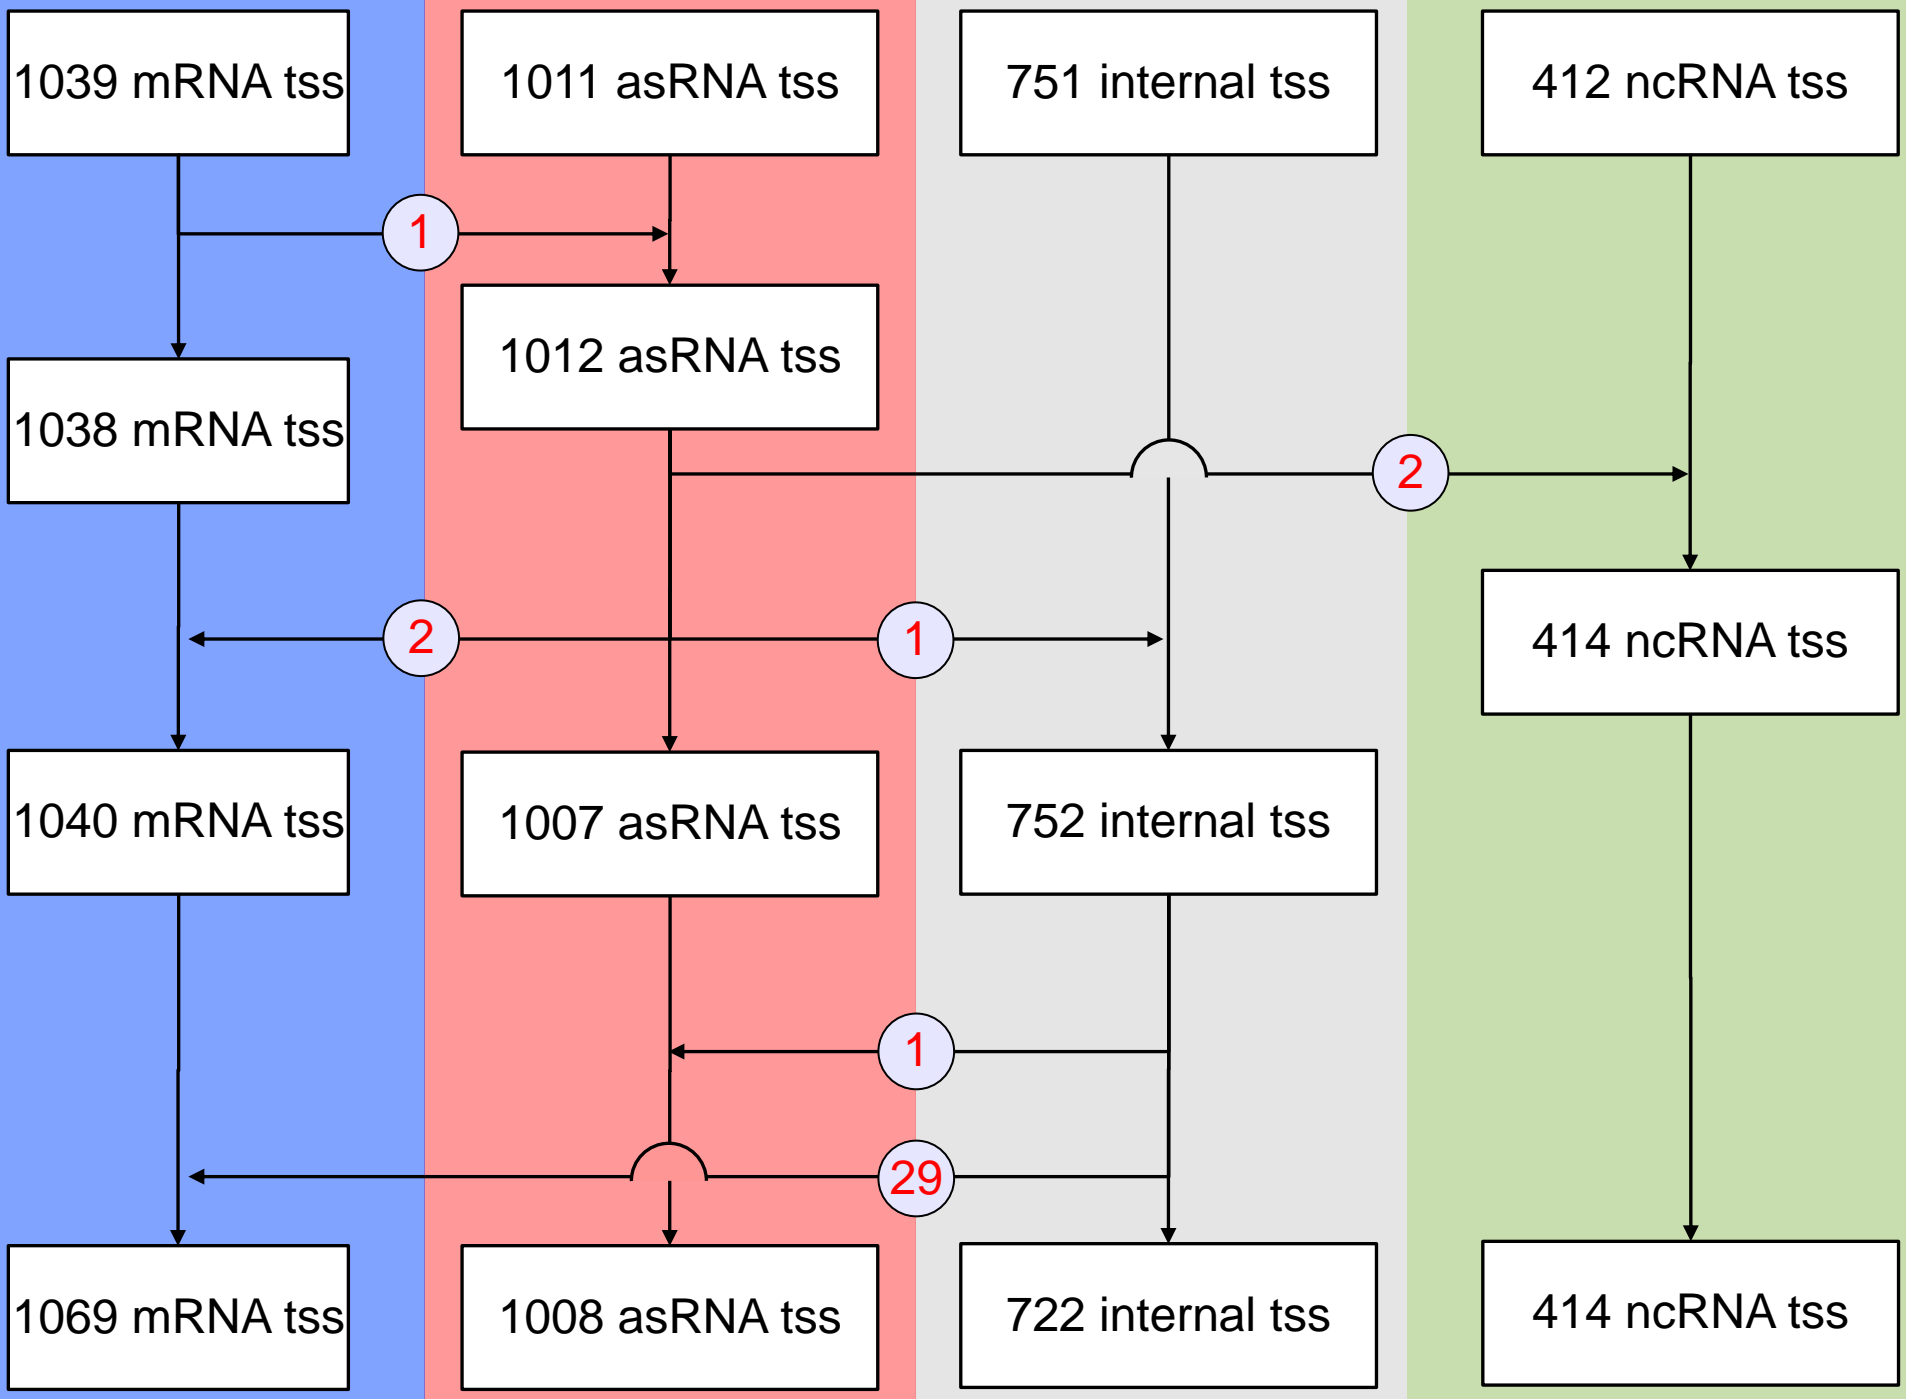 1039 mRNA tss
1011 asRNA tss
751 internal tss
412 ncRNA tss
1
1012 asRNA tss
1038 mRNA tss
2
2
1
414 ncRNA tss
1040 mRNA tss
1007 asRNA tss
752 internal tss
1
29
1069 mRNA tss
1008 asRNA tss
722 internal tss
414 ncRNA tss